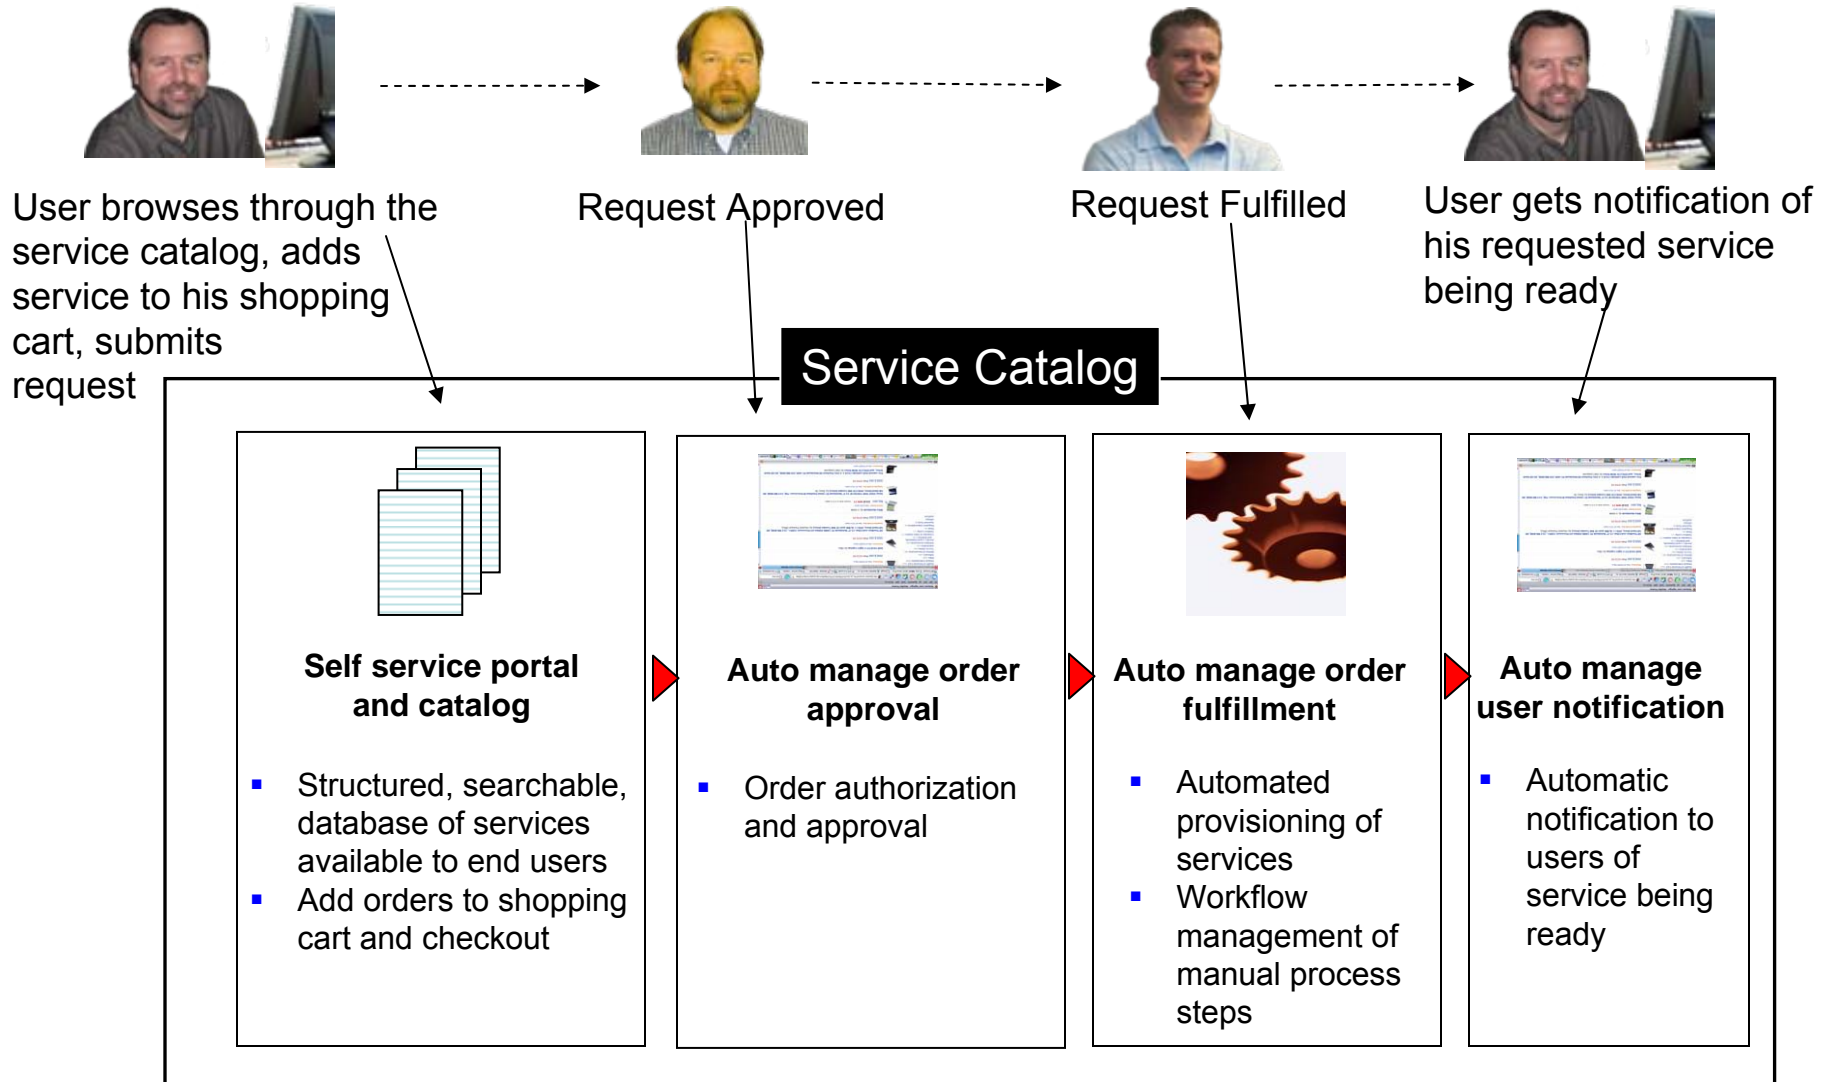 User browses through the
service catalog, adds
service to his shopping
cart, submits
request
Request Approved
Request Fulfilled
User gets notification of
his requested service
being ready
Service Catalog
Self service portal
and catalog
▪ Structured, searchable,
database of services
available to end users
▪ Add orders to shopping
cart and checkout
Auto manage order
approval
▪ Order authorization
and approval
Auto manage order
fulfillment
▪ Automated
provisioning of
services
▪ Workflow
management of
manual process
steps
Auto manage
user notification
▪ Automatic
notification to
users of
service being
ready